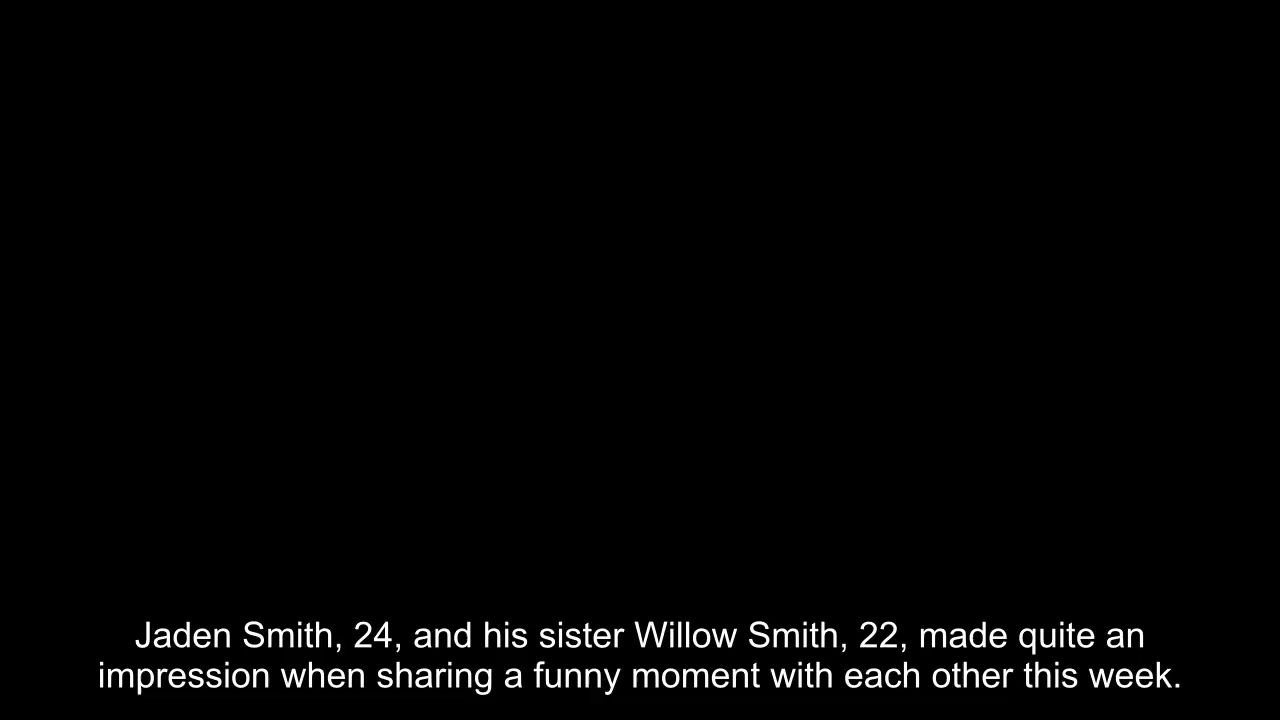 Jaden Smith, 24, and his sister Willow Smith, 22, made quite an
impression when sharing a funny moment with each other this week.